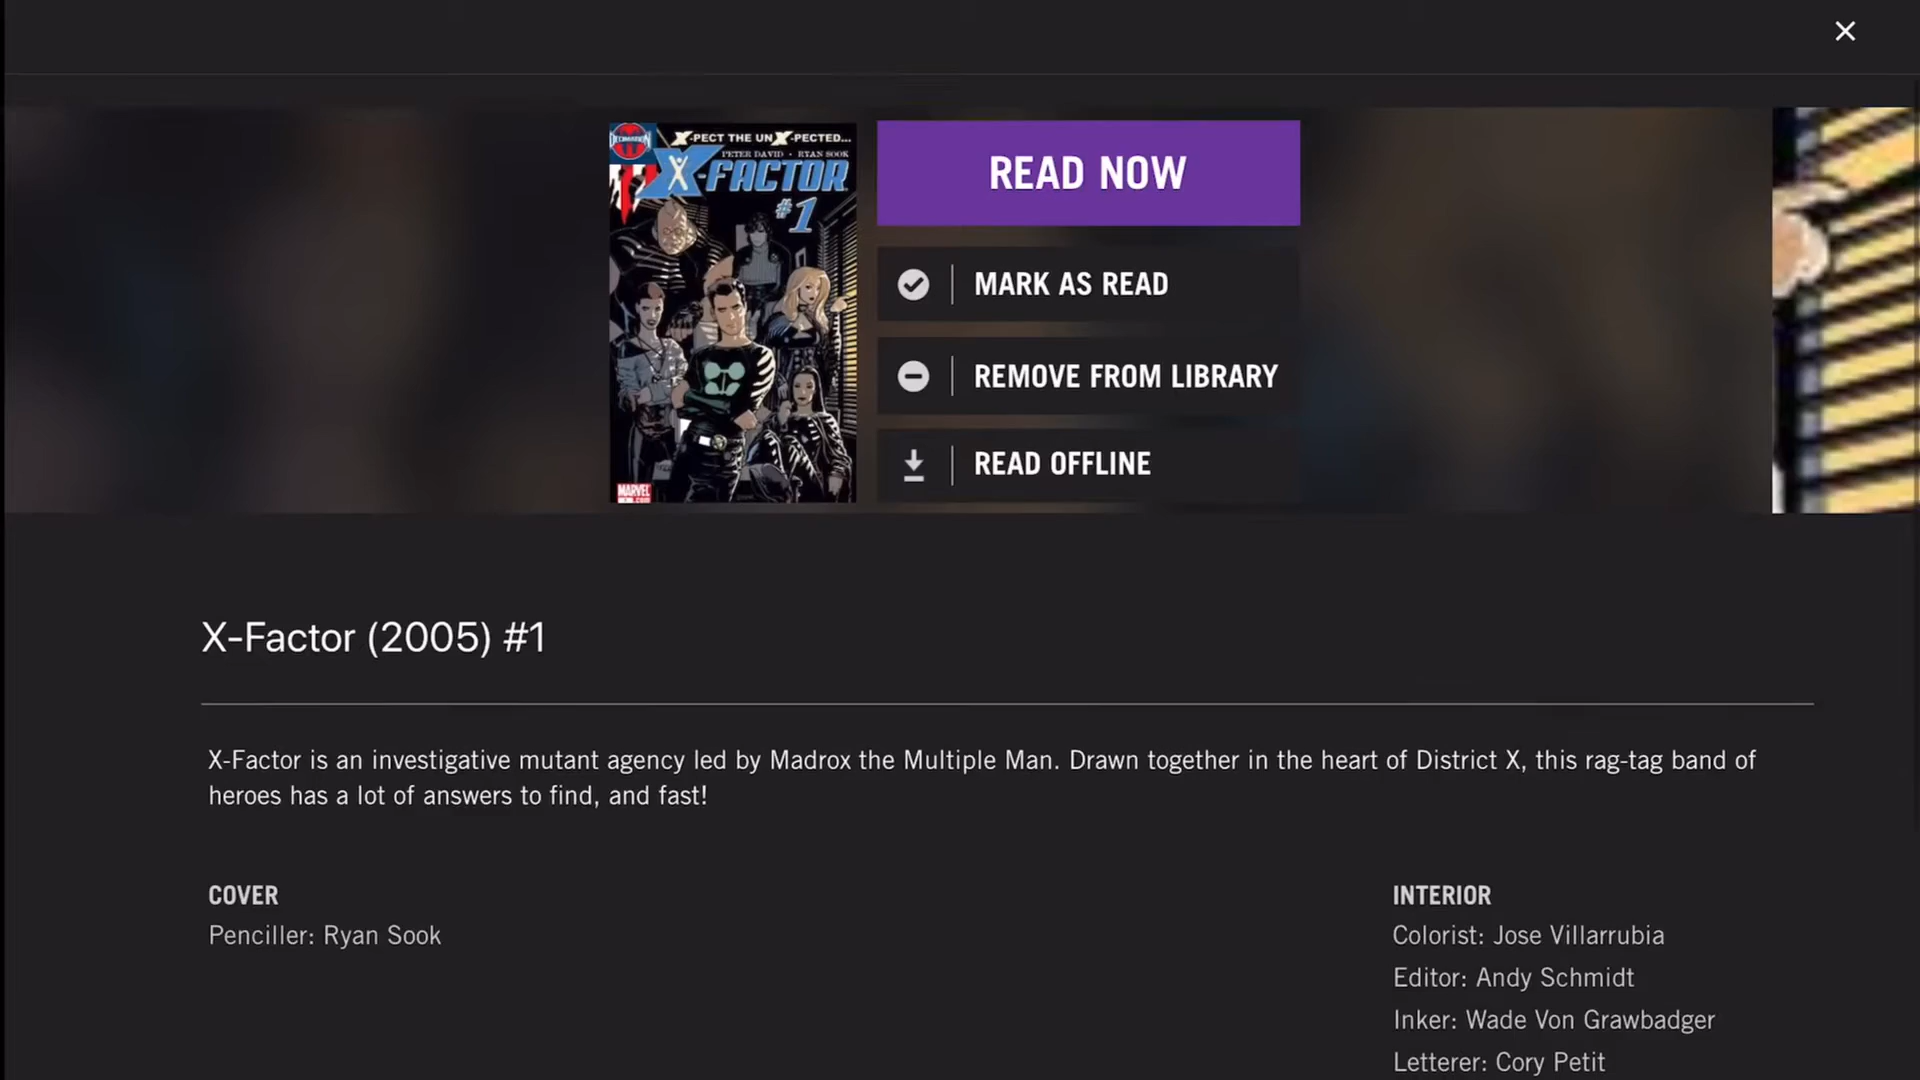 X-PECT THE UNX-PECTED...
PETER DAVID • RYAN SOOK
X-FACTOR
#1
MARVEL
READ NOW
MARK AS READ
REMOVE FROM LIBRARY
READ OFFLINE
X-Factor (2005) #1
X-Factor is an investigative mutant agency led by Madrox the Multiple Man. Drawn together in the heart of District X, this rag-tag band of
heroes has a lot of answers to find, and fast!
COVER
Penciller: Ryan Sook
INTERIOR
Colorist: Jose Villarrubia
Editor: Andy Schmidt
Inker: Wade Von Grawbadger
Letterer: Cory Petit